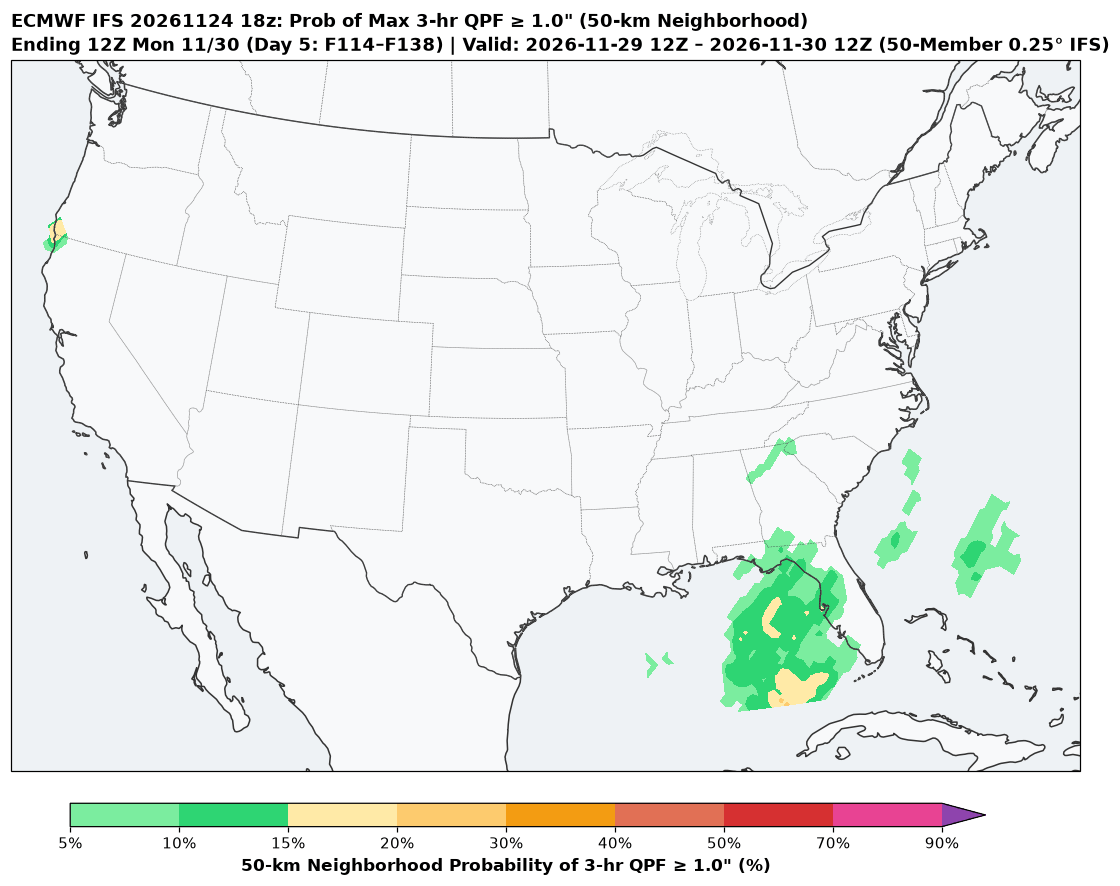 ECMWF IFS 20261124 18z: Prob of Max 3-hr QPF ≥ 1.0" (50-km Neighborhood)
Ending 12Z Mon 11/30 (Day 5: F114–F138) | Valid: 2026-11-29 12Z – 2026-11-30 12Z (50-Member 0.25° IFS)
5% 10% 15% 20% 30% 40% 50% 70% 90%
50-km Neighborhood Probability of 3-hr QPF ≥ 1.0" (%)